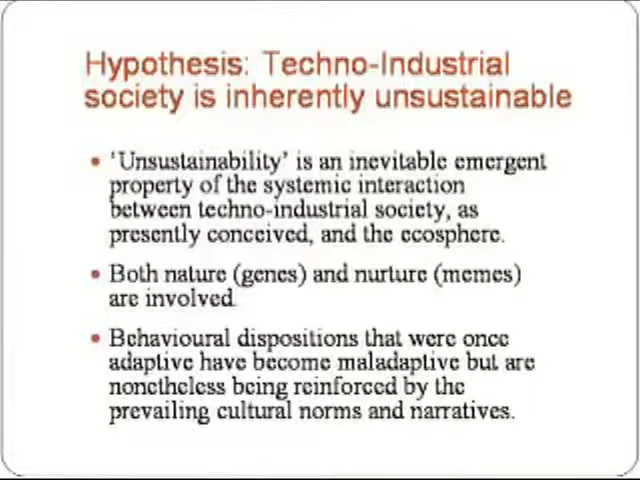 Hypothesis: Techno-Industrial
society is inherently unsustainable
• 'Unsustainability' is an inevitable emergent
property of the systemic interaction
between techno-industrial society, as
presently conceived, and the ecosphere.
• Both nature (genes) and nurture (memes)
are involved.
• Behavioural dispositions that were once
adaptive have become maladaptive but are
nonetheless being reinforced by the
prevailing cultural norms and narratives.